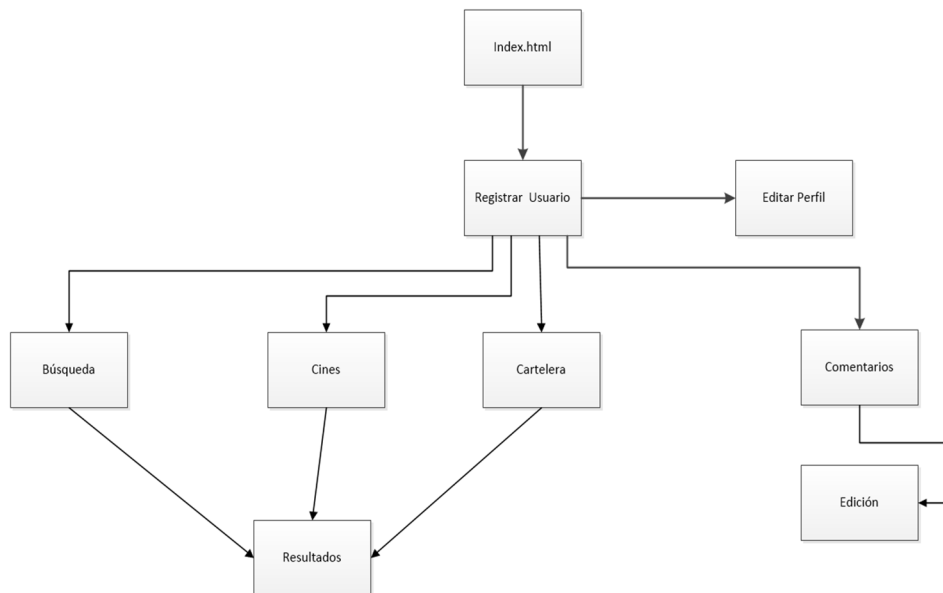 Index.html
Registrar Usuario
Editar Perfil
Búsqueda
Cines
Cartelera
Comentarios
Edición
Resultados